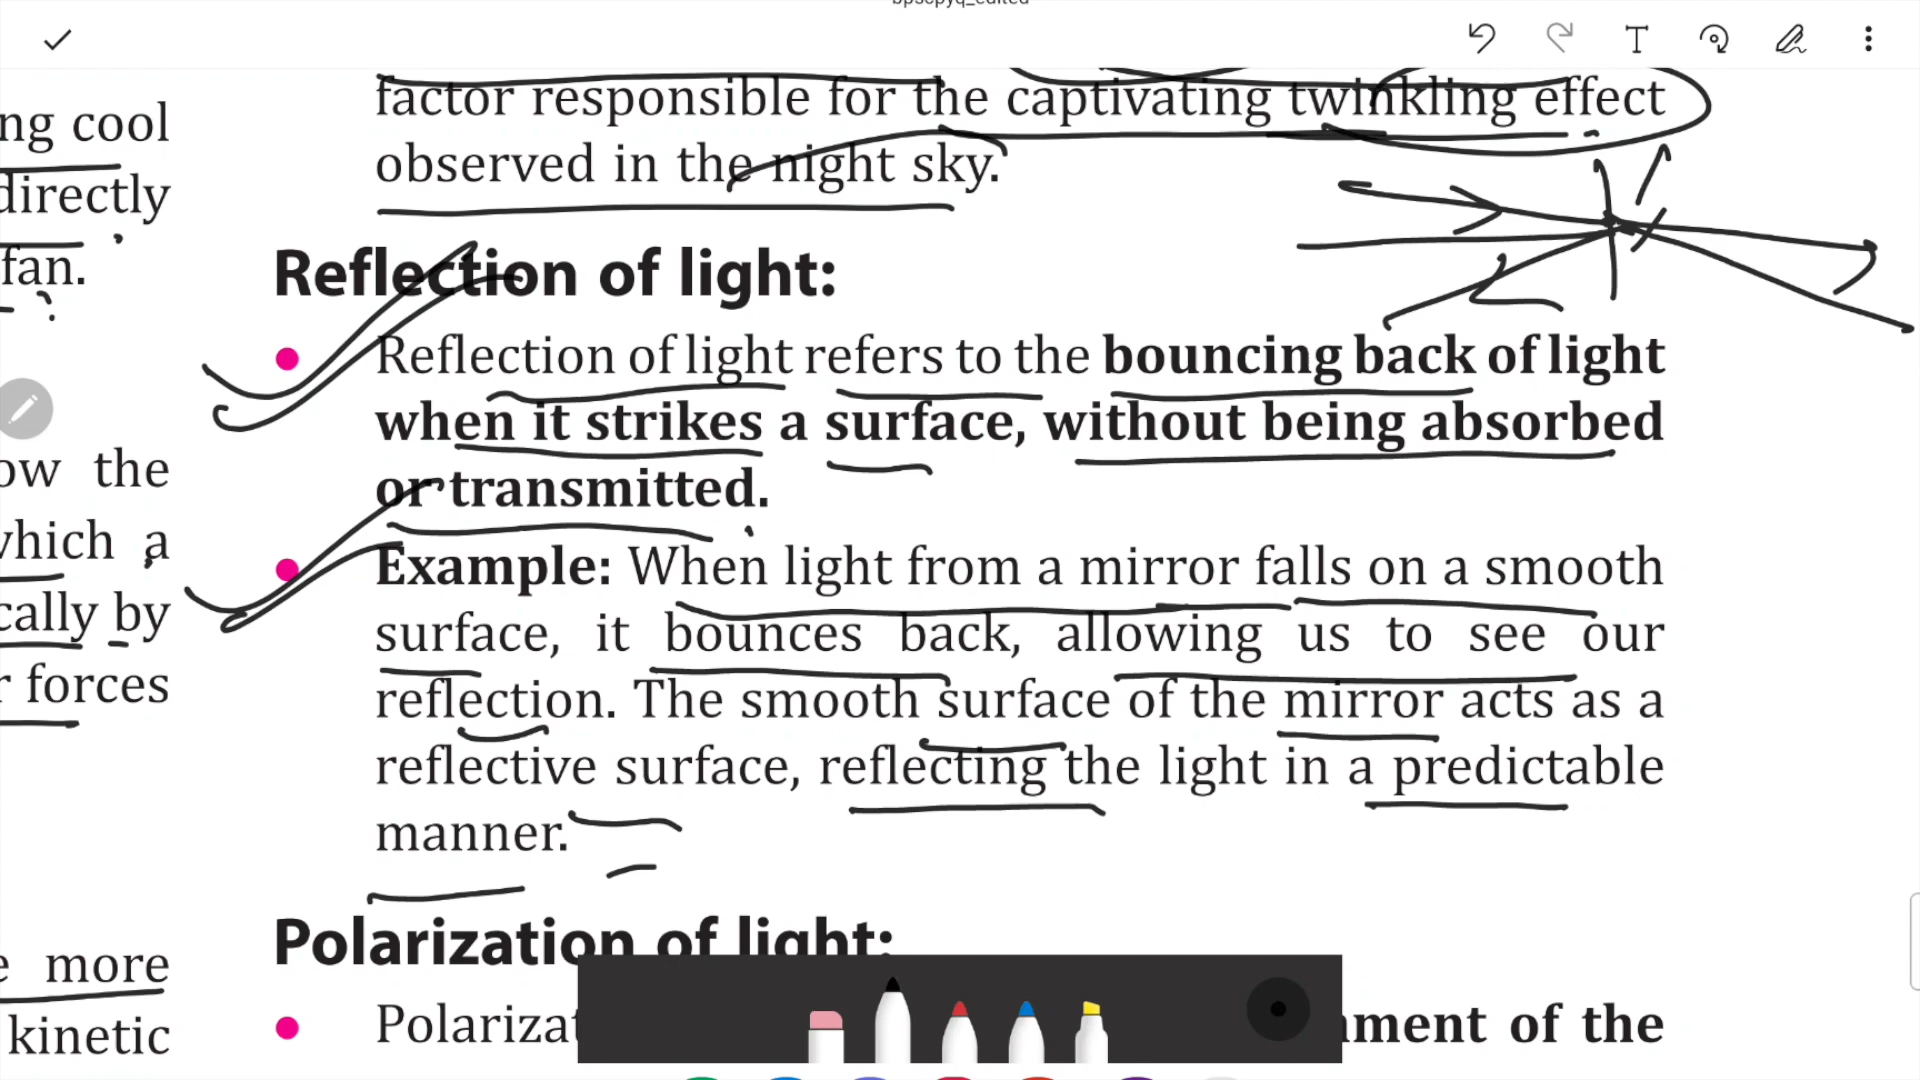 bpscpyq_edited
T
ng cool
directly
fan.
ow the
which a
cally by
r forces
e more
kinetic
factor responsible for the captivating twinkling effect
observed in the night sky.
Reflection of light:
Reflection of light refers to the bouncing back of light
when it strikes a surface, without being absorbed
or transmitted.
Example: When light from a mirror falls on a smooth
surface, it bounces back, allowing us to see our
reflection. The smooth surface of the mirror acts as a
reflective surface, reflecting the light in a predictable
manner.
Polarization of light:
Polarizat nment of the